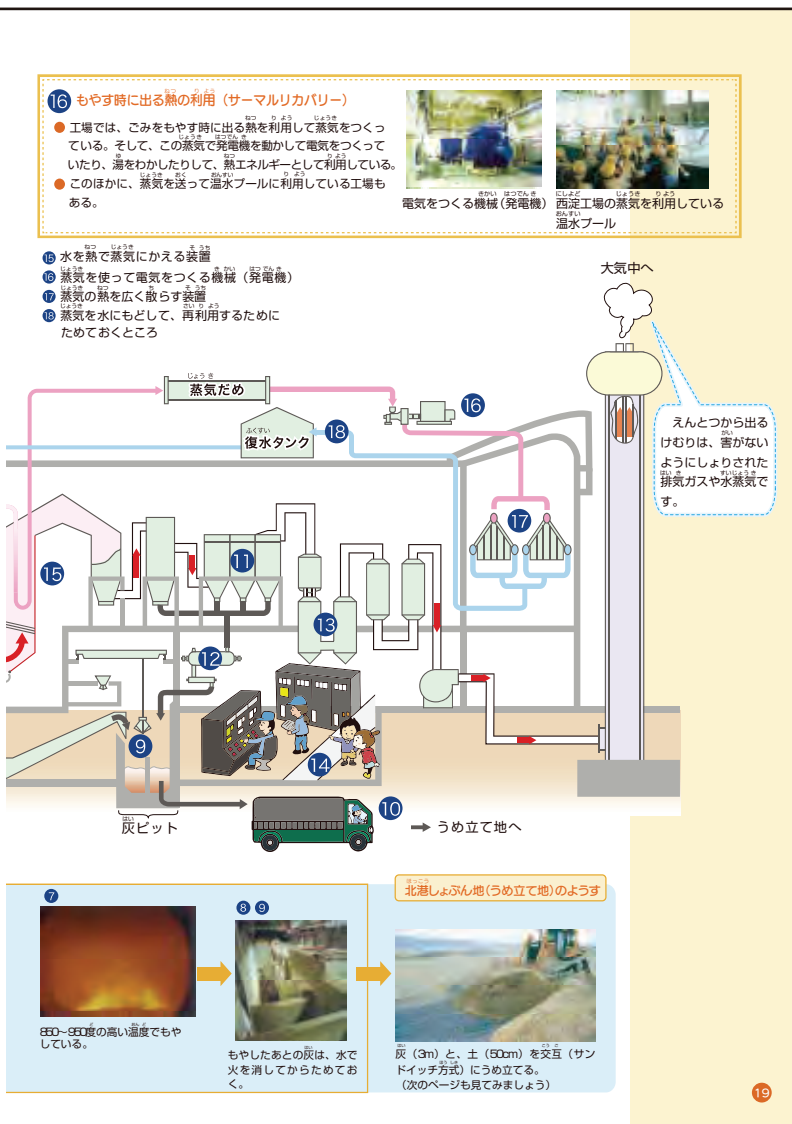 ⑯ もやす時に出る熱の利用（サーマルリカバリー）
● 工場では、ごみをもやす時に出る熱を利用して蒸気をつくっ
ている。そして、この蒸気で発電機を動かして電気をつくって
いたり、湯をわかしたりして、熱エネルギーとして利用している。
● このほかに、蒸気を送って温水プールに利用している工場も
ある。
電気をつくる機械（発電機）
西淀工場の蒸気を利用している
温水プール
⑮ 水を熱で蒸気にかえる装置
⑯ 蒸気を使って電気をつくる機械（発電機）
⑰ 蒸気の熱を広く散らす装置
⑱ 蒸気を水にもどして、再利用するために
ためておくところ
大気中へ
蒸気だめ
⑯
復水タンク
⑱
えんとつから出る
けむりは、害がない
ようにしょりされた
排気ガスや水蒸気で
す。
⑰
⑮
⑪
⑬
⑫
⑨
⑭
⑩
灰ピット
うめ立て地へ
⑦
850～950度の高い温度でもや
している。
⑧ ⑨
もやしたあとの灰は、水で
火を消してからためてお
く。
北港しょぶん地（うめ立て地）のようす
灰（3m）と、土（50cm）を交互（サン
ドイッチ方式）にうめ立てる。
（次のページも見てみましょう）
19